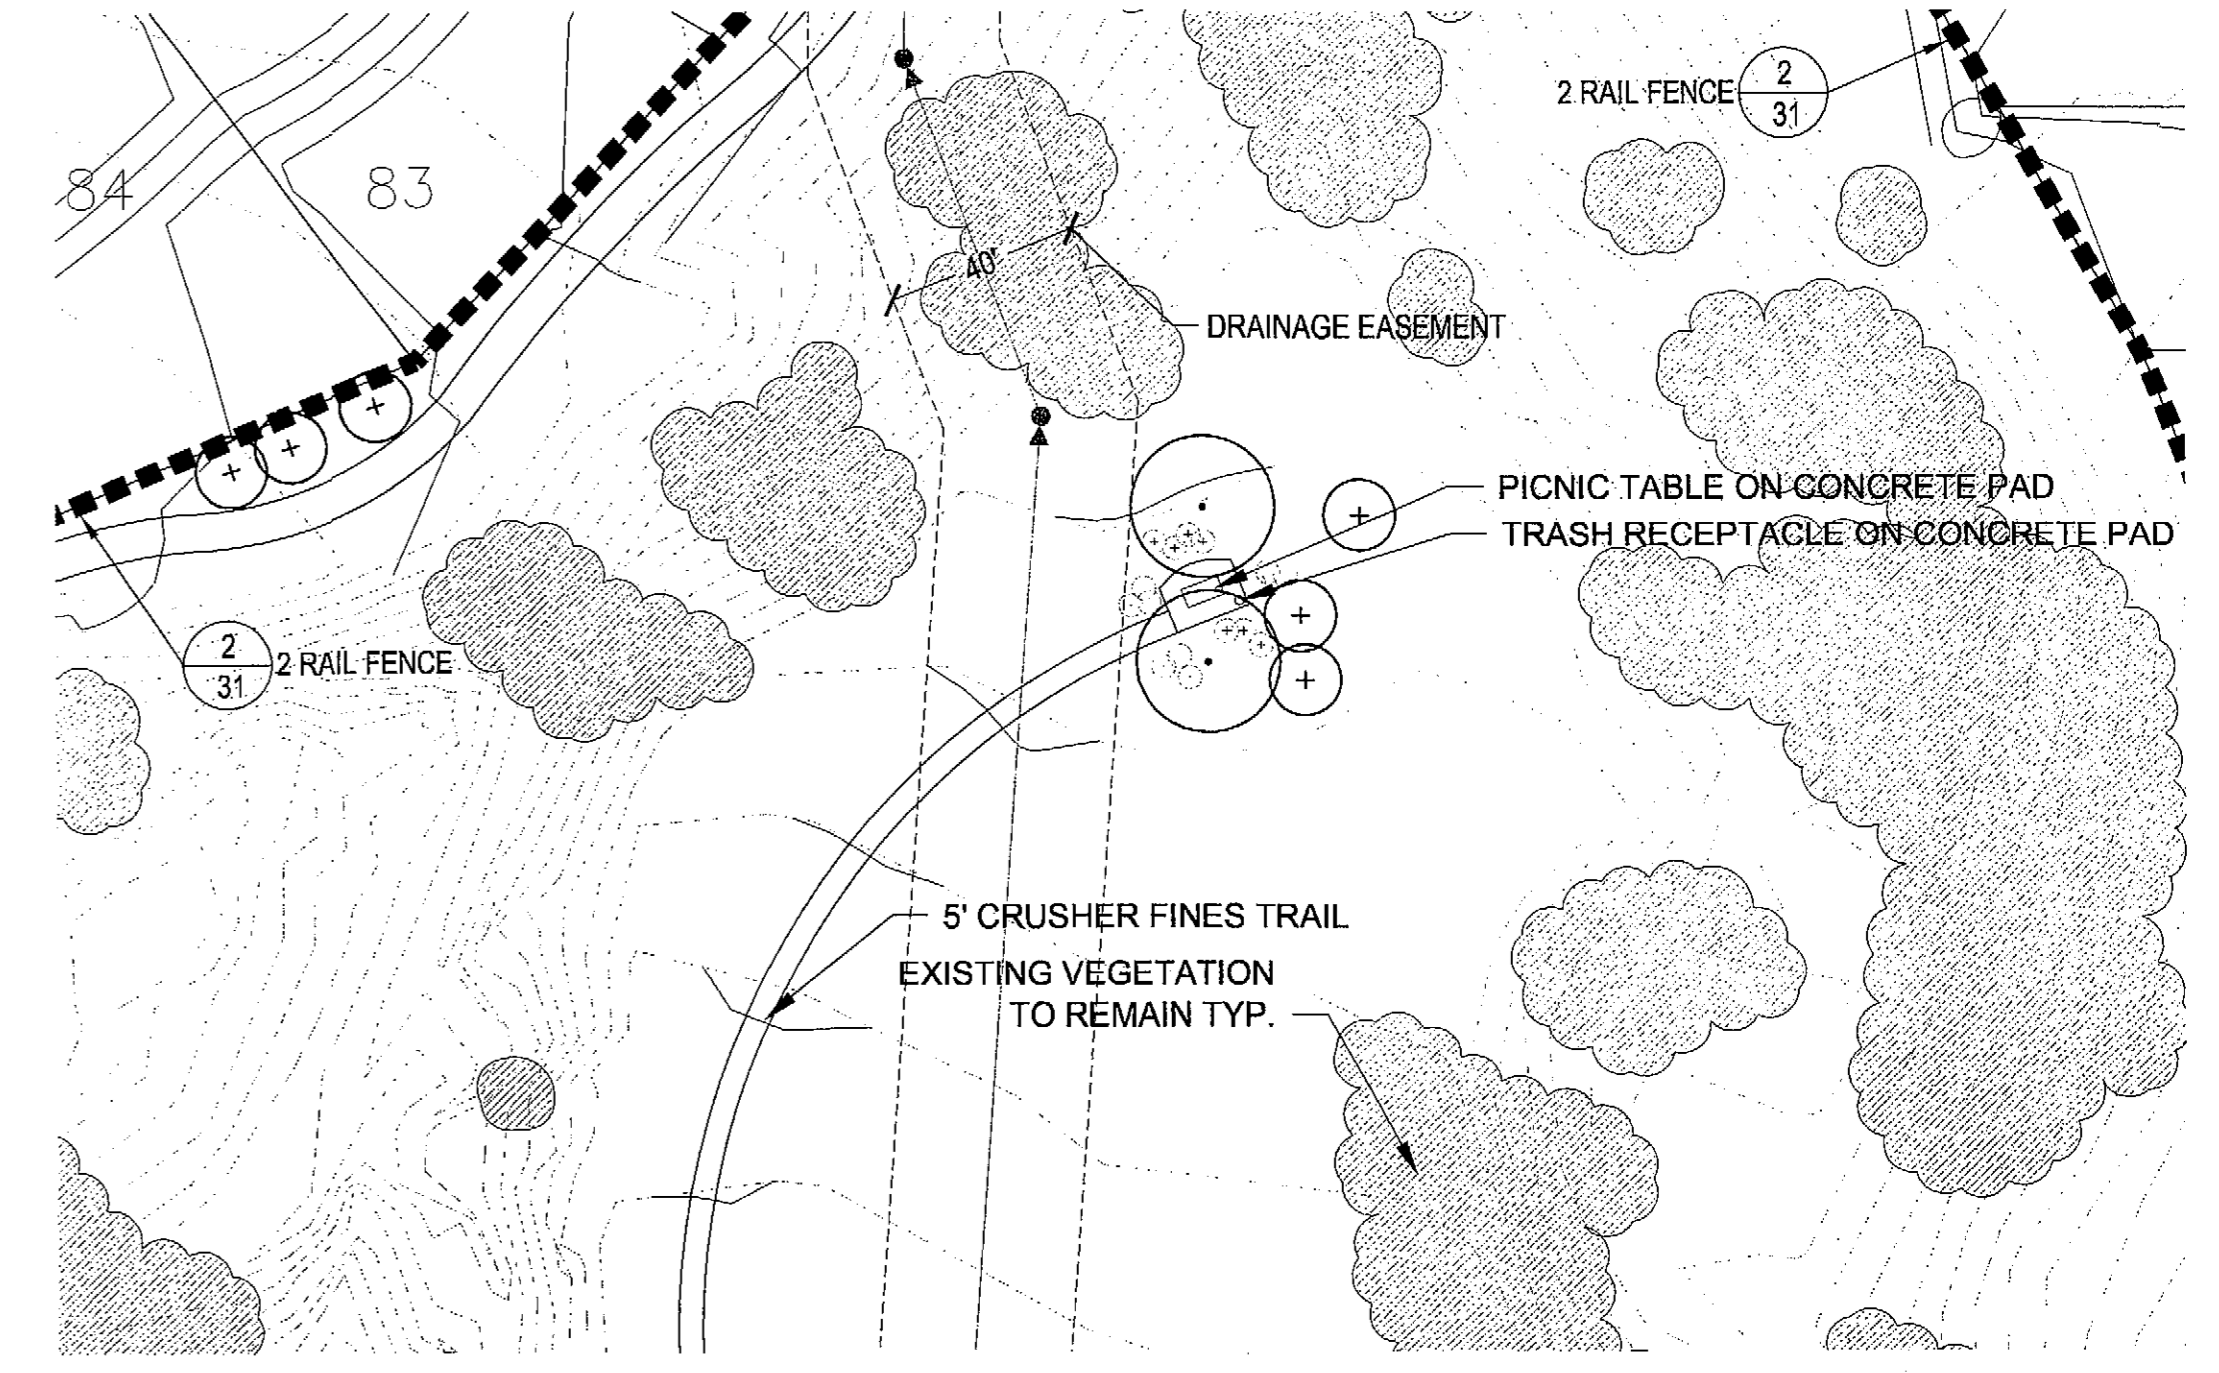 2 RAIL FENCE
2
31
84
83
40'
DRAINAGE EASEMENT
PICNIC TABLE ON CONCRETE PAD
TRASH RECEPTACLE ON CONCRETE PAD
2
31
2 RAIL FENCE
5' CRUSHER FINES TRAIL
EXISTING VEGETATION
TO REMAIN TYP.